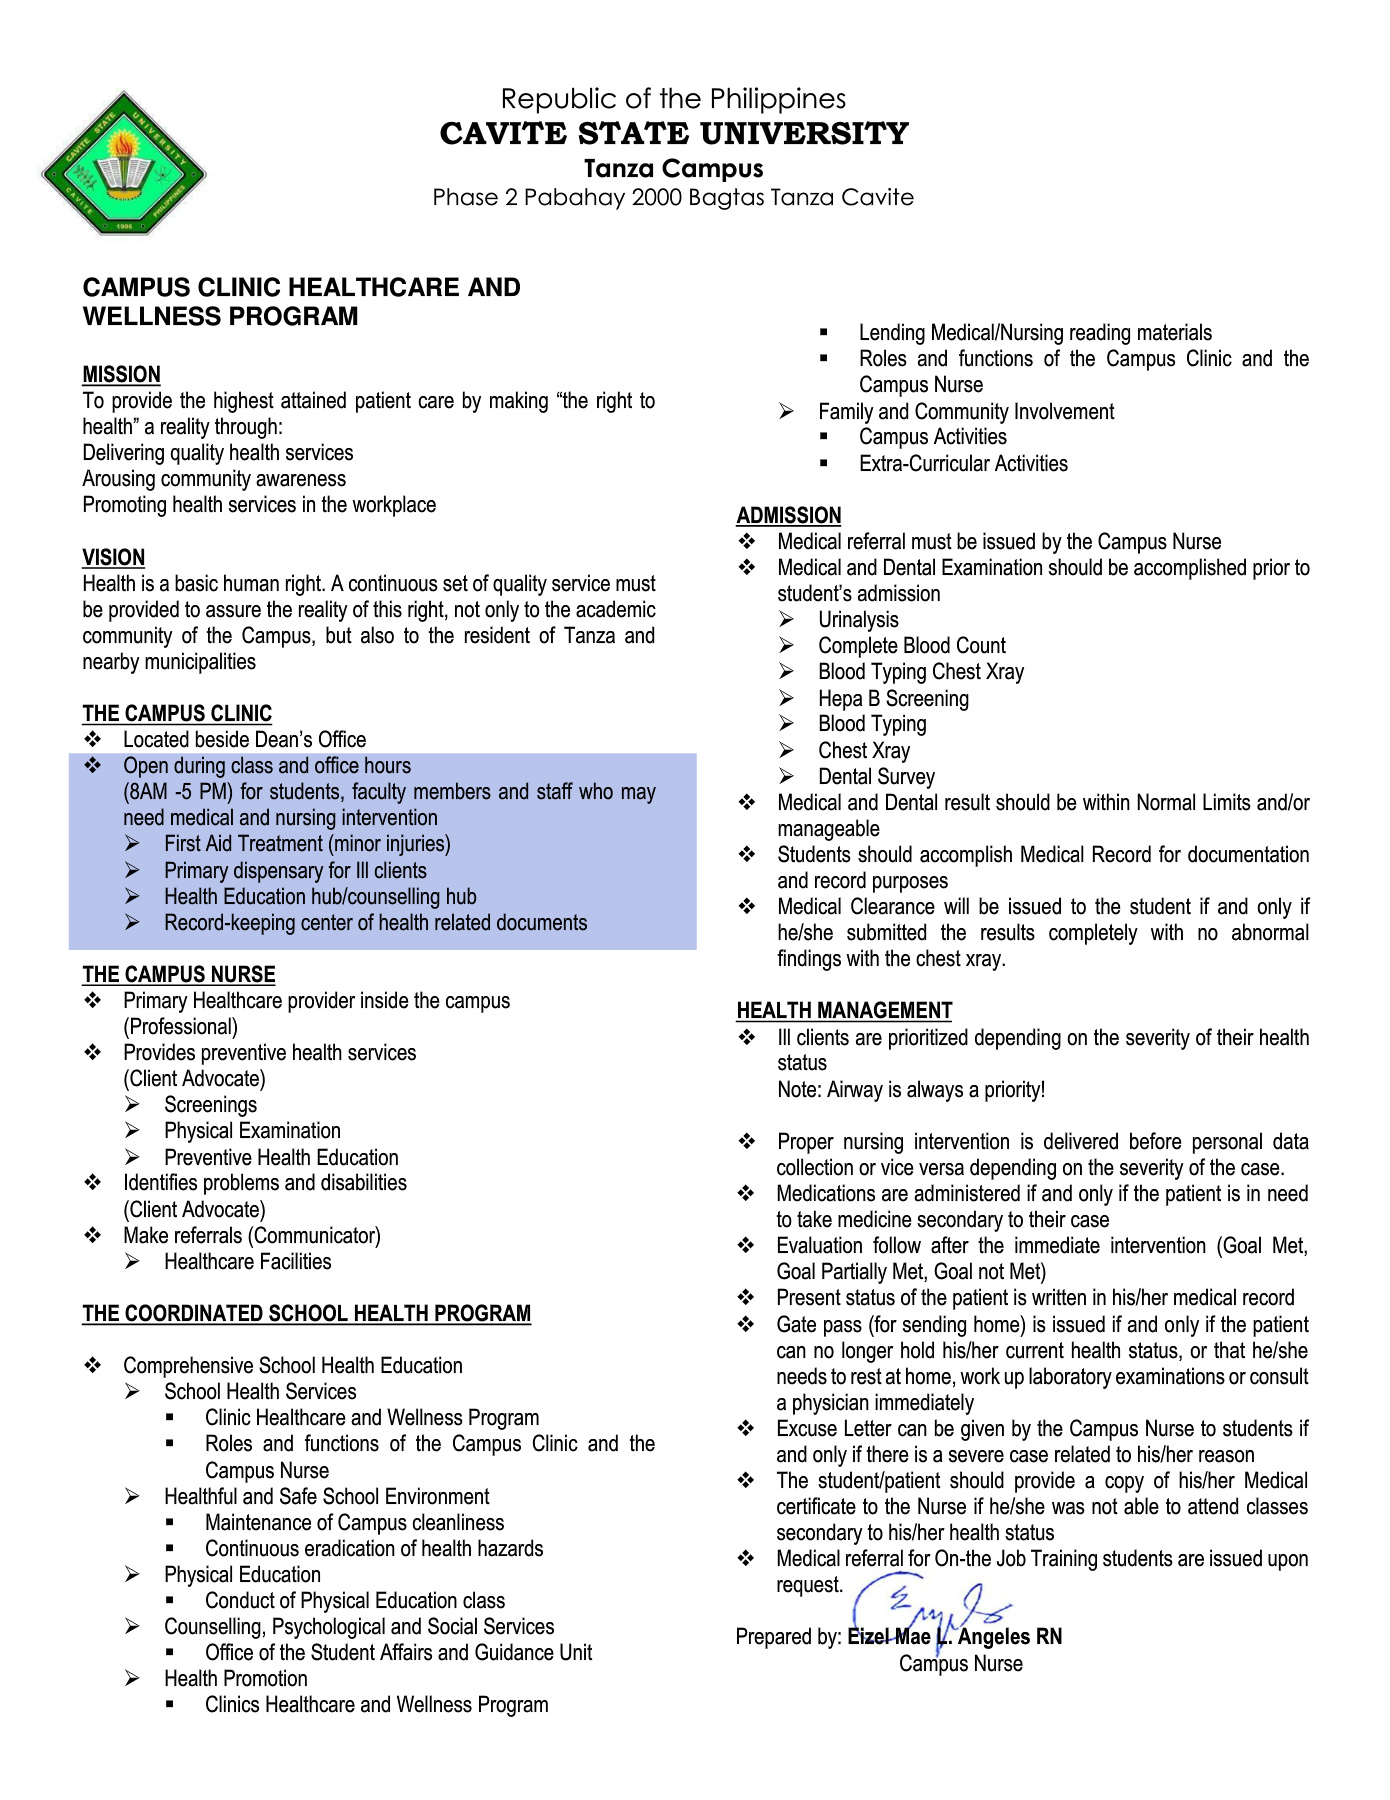 Republic of the Philippines
CAVITE STATE UNIVERSITY
Tanza Campus
Phase 2 Pabahay 2000 Bagtas Tanza Cavite
CAVITE STATE UNIVERSITY
CAVITE
PHILIPPINES
1906
CAMPUS CLINIC HEALTHCARE AND
WELLNESS PROGRAM
MISSION
To provide the highest attained patient care by making “the right to
health” a reality through:
Delivering quality health services
Arousing community awareness
Promoting health services in the workplace
VISION
Health is a basic human right. A continuous set of quality service must
be provided to assure the reality of this right, not only to the academic
community of the Campus, but also to the resident of Tanza and
nearby municipalities
THE CAMPUS CLINIC
❖ Located beside Dean’s Office
❖ Open during class and office hours
(8AM -5 PM) for students, faculty members and staff who may
need medical and nursing intervention
➢ First Aid Treatment (minor injuries)
➢ Primary dispensary for Ill clients
➢ Health Education hub/counselling hub
➢ Record-keeping center of health related documents
THE CAMPUS NURSE
❖ Primary Healthcare provider inside the campus
(Professional)
❖ Provides preventive health services
(Client Advocate)
➢ Screenings
➢ Physical Examination
➢ Preventive Health Education
❖ Identifies problems and disabilities
(Client Advocate)
❖ Make referrals (Communicator)
➢ Healthcare Facilities
THE COORDINATED SCHOOL HEALTH PROGRAM
❖ Comprehensive School Health Education
➢ School Health Services
▪ Clinic Healthcare and Wellness Program
▪ Roles and functions of the Campus Clinic and the
Campus Nurse
➢ Healthful and Safe School Environment
▪ Maintenance of Campus cleanliness
▪ Continuous eradication of health hazards
➢ Physical Education
▪ Conduct of Physical Education class
➢ Counselling, Psychological and Social Services
▪ Office of the Student Affairs and Guidance Unit
➢ Health Promotion
▪ Clinics Healthcare and Wellness Program
▪ Lending Medical/Nursing reading materials
▪ Roles and functions of the Campus Clinic and the
Campus Nurse
➢ Family and Community Involvement
▪ Campus Activities
▪ Extra-Curricular Activities
ADMISSION
❖ Medical referral must be issued by the Campus Nurse
❖ Medical and Dental Examination should be accomplished prior to
student’s admission
➢ Urinalysis
➢ Complete Blood Count
➢ Blood Typing Chest Xray
➢ Hepa B Screening
➢ Blood Typing
➢ Chest Xray
➢ Dental Survey
❖ Medical and Dental result should be within Normal Limits and/or
manageable
❖ Students should accomplish Medical Record for documentation
and record purposes
❖ Medical Clearance will be issued to the student if and only if
he/she submitted the results completely with no abnormal
findings with the chest xray.
HEALTH MANAGEMENT
❖ Ill clients are prioritized depending on the severity of their health
status
Note: Airway is always a priority!
❖ Proper nursing intervention is delivered before personal data
collection or vice versa depending on the severity of the case.
❖ Medications are administered if and only if the patient is in need
to take medicine secondary to their case
❖ Evaluation follow after the immediate intervention (Goal Met,
Goal Partially Met, Goal not Met)
❖ Present status of the patient is written in his/her medical record
❖ Gate pass (for sending home) is issued if and only if the patient
can no longer hold his/her current health status, or that he/she
needs to rest at home, work up laboratory examinations or consult
a physician immediately
❖ Excuse Letter can be given by the Campus Nurse to students if
and only if there is a severe case related to his/her reason
❖ The student/patient should provide a copy of his/her Medical
certificate to the Nurse if he/she was not able to attend classes
secondary to his/her health status
❖ Medical referral for On-the Job Training students are issued upon
request.
Prepared by: Eizel Mae L. Angeles RN
Campus Nurse